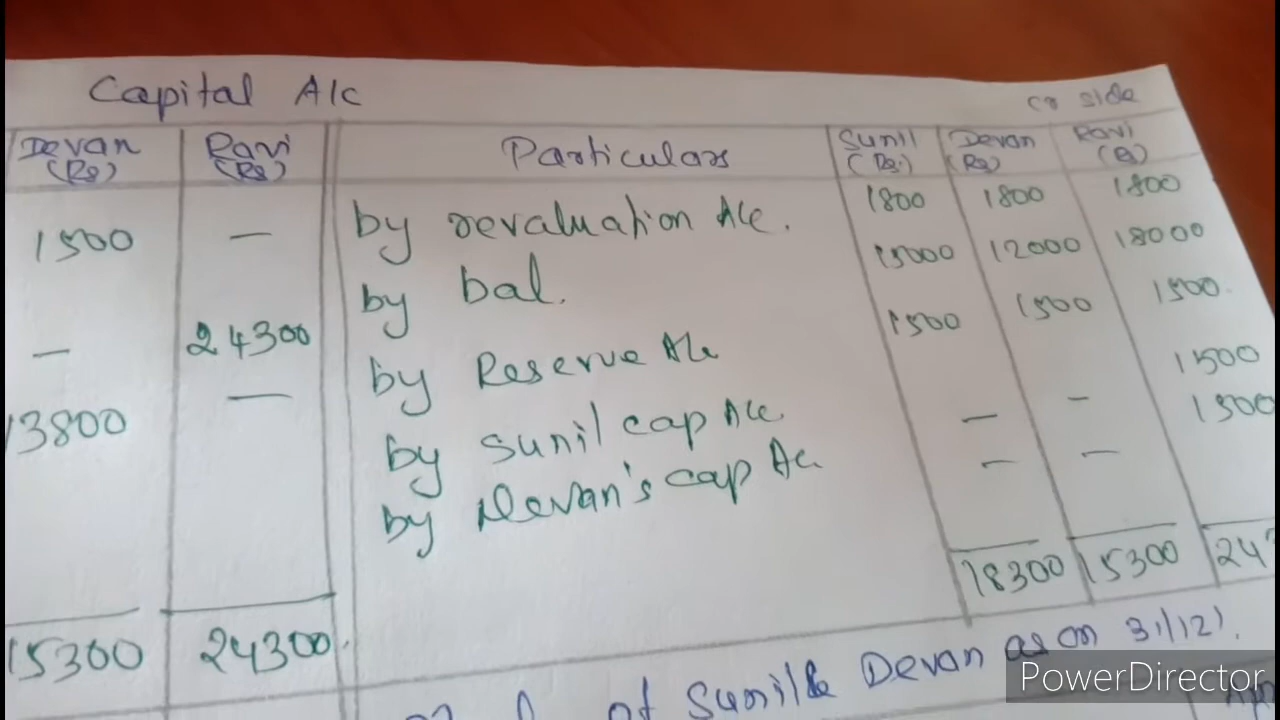 Capital A/c
Cr side
Devan (Rs) Ravi (Rs) Particulars Sunil (Rs.) Devan (Rs) Ravi (Rs)
1500 — by revaluation A/c. 1800 1800 1800
— 24300 by bal. 15000 12000 18000
13800 — by Reserve A/c 1500 1500 1500
by Sunil cap A/c — - 1500
by Devan's cap A/c — — 1500
18300 15300 243
15300 24300
of Sunil & Devan as on 31/12).
PowerDirector